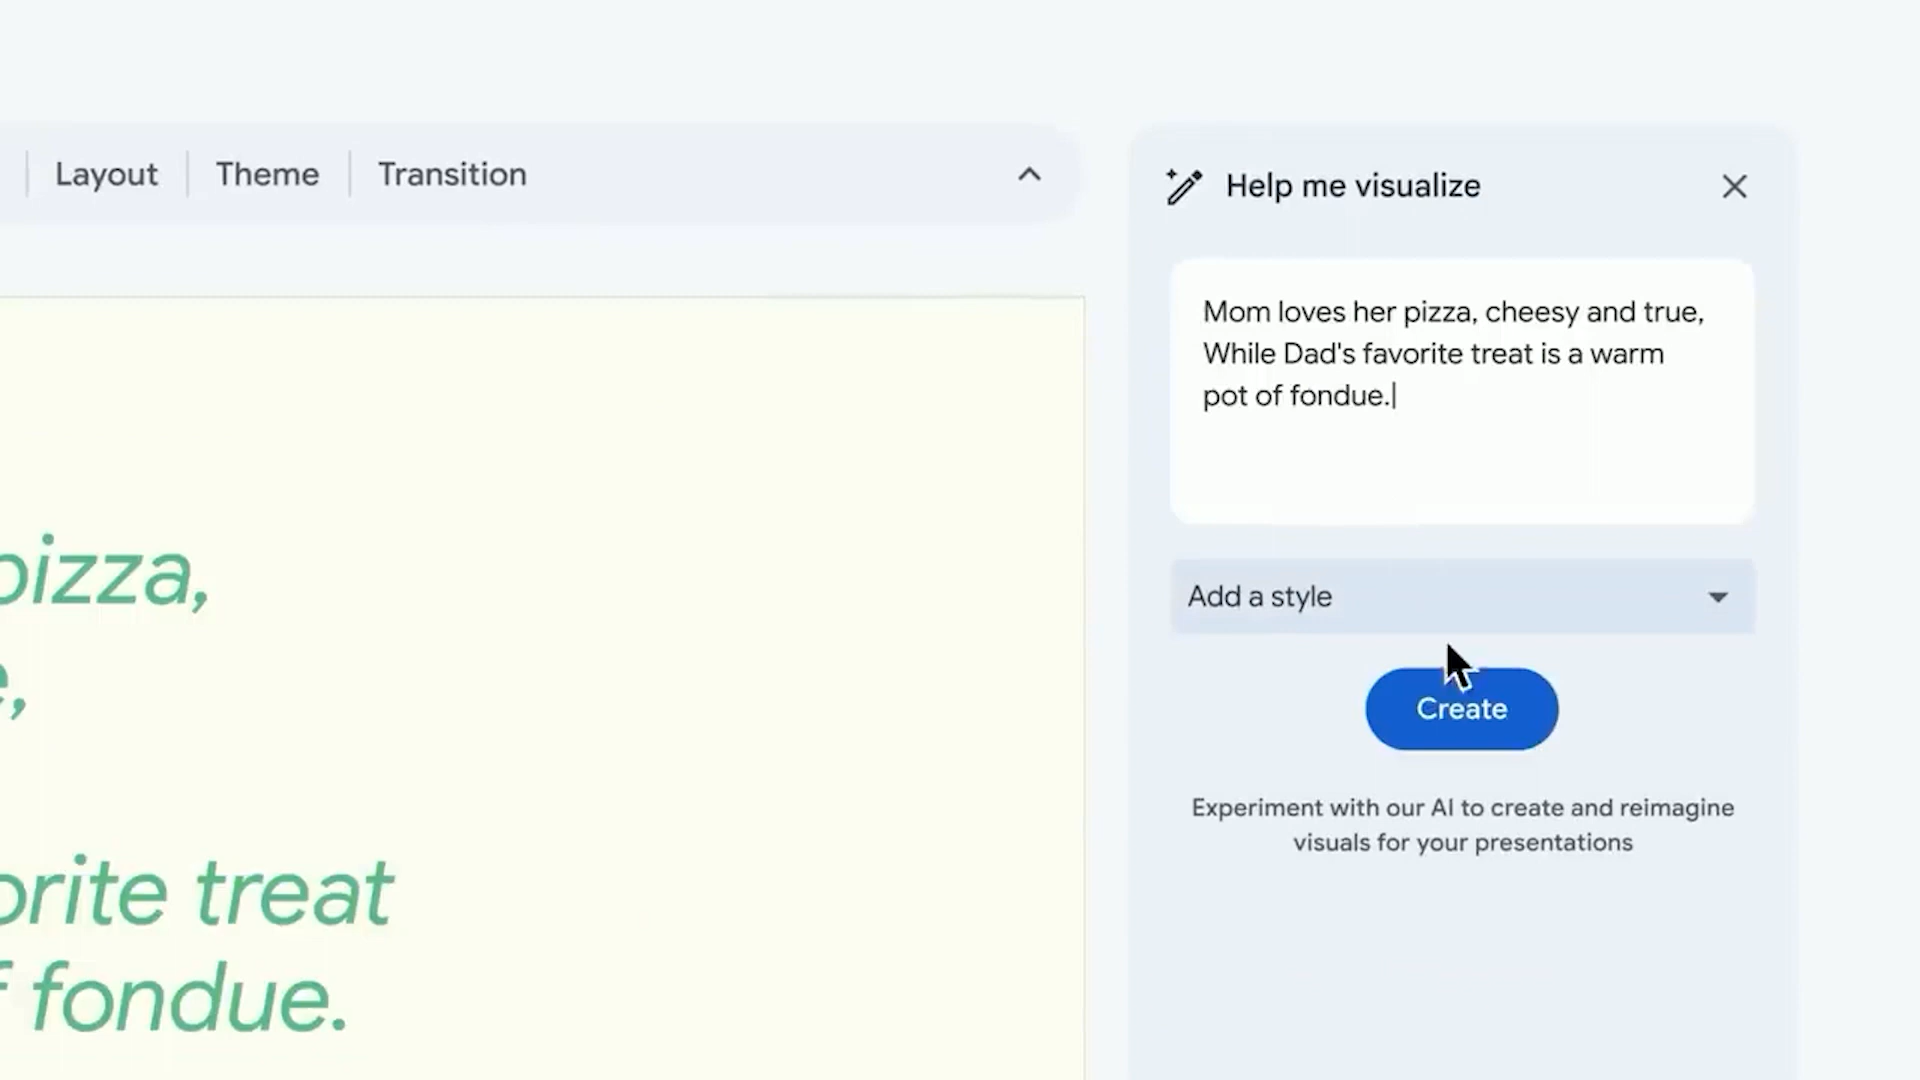 Layout
Theme
Transition
Help me visualize
Mom loves her pizza, cheesy and true,
While Dad's favorite treat is a warm
pot of fondue.
Add a style
Create
Experiment with our AI to create and reimagine
visuals for your presentations
pizza,
treat
fondue.